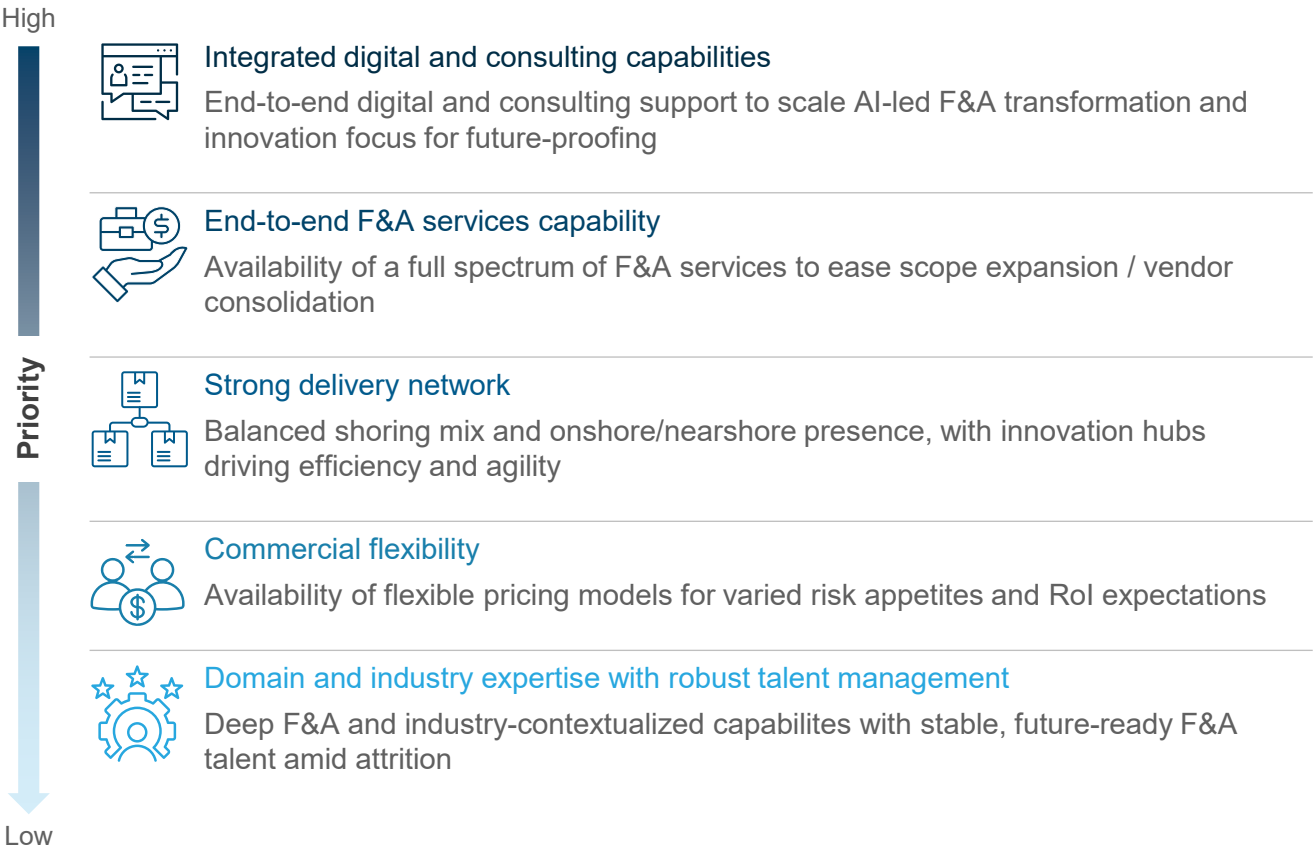 High
Integrated digital and consulting capabilities
End-to-end digital and consulting support to scale AI-led F&A transformation and
innovation focus for future-proofing
End-to-end F&A services capability
Availability of a full spectrum of F&A services to ease scope expansion / vendor
consolidation
Priority
Strong delivery network
Balanced shoring mix and onshore/nearshore presence, with innovation hubs
driving efficiency and agility
Commercial flexibility
Availability of flexible pricing models for varied risk appetites and RoI expectations
Domain and industry expertise with robust talent management
Deep F&A and industry-contextualized capabilites with stable, future-ready F&A
talent amid attrition
Low
$
$